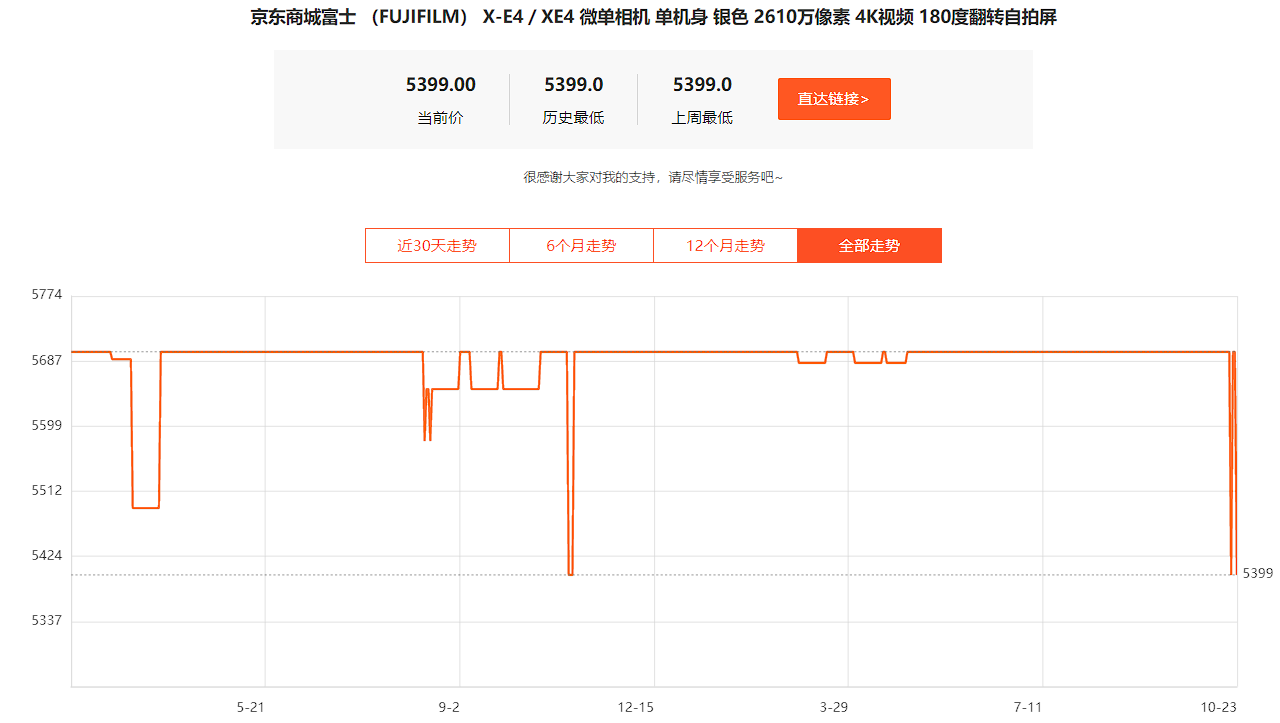 京东商城富士 （FUJIFILM） X-E4 / XE4 微单相机 单机身 银色 2610万像素 4K视频 180度翻转自拍屏
5399.00 5399.0 5399.0
当前价 历史最低 上周最低
直达链接>
很感谢大家对我的支持，请尽情享受服务吧~
近30天走势 6个月走势 12个月走势 全部走势
5774
5687
5599
5512
5424
5399
5337
5-21 9-2 12-15 3-29 7-11 10-23